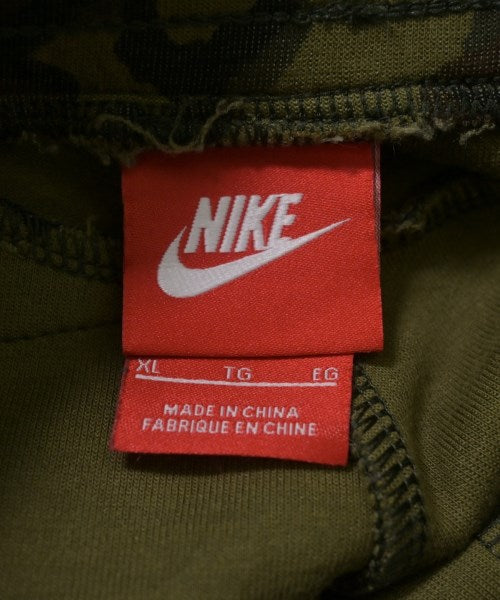 NIKE
XL TG EG
MADE IN CHINA
FABRIQUE EN CHINE